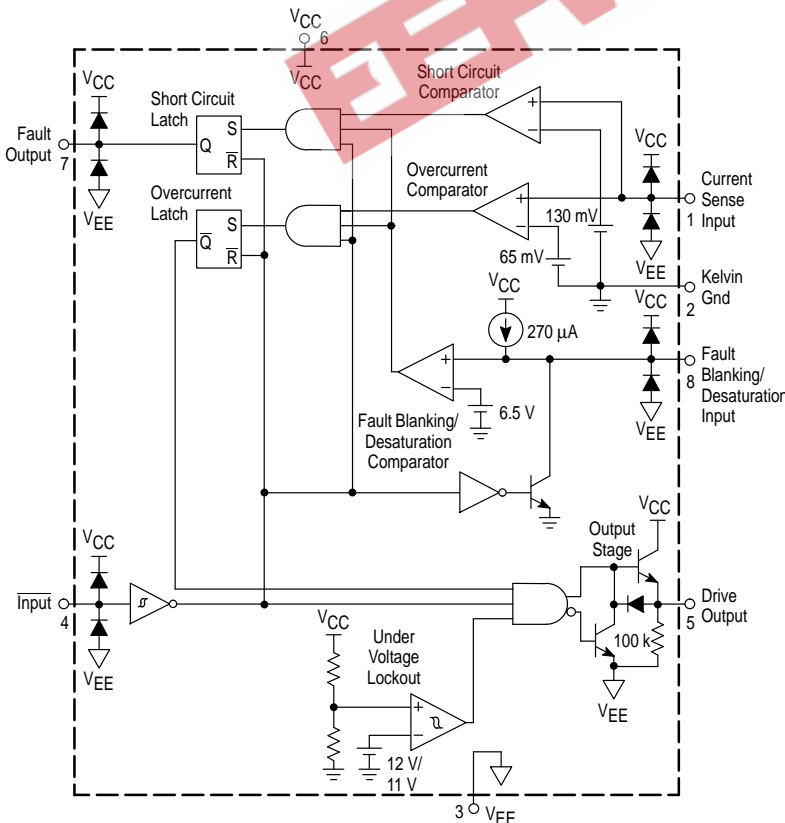 VCC
6
VCC
Short Circuit
Comparator
VCC
Short Circuit
Latch
S
Q
R
Fault
Output
7
VEE
Overcurrent
Latch
S
Q
R
Overcurrent
Comparator
+
−
+
−
130 mV
65 mV
VCC
VEE
Current
Sense
Input
1
Kelvin
Gnd
2
VCC
270 µA
VCC
Fault
Blanking/
Desaturation
Input
8
VEE
+
−
6.5 V
Fault Blanking/
Desaturation
Comparator
VCC
Output
Stage
VCC
Input
4
VEE
Drive
Output
5
100 k
VEE
VCC
Under
Voltage
Lockout
+
−
12 V/
11 V
3
VEE